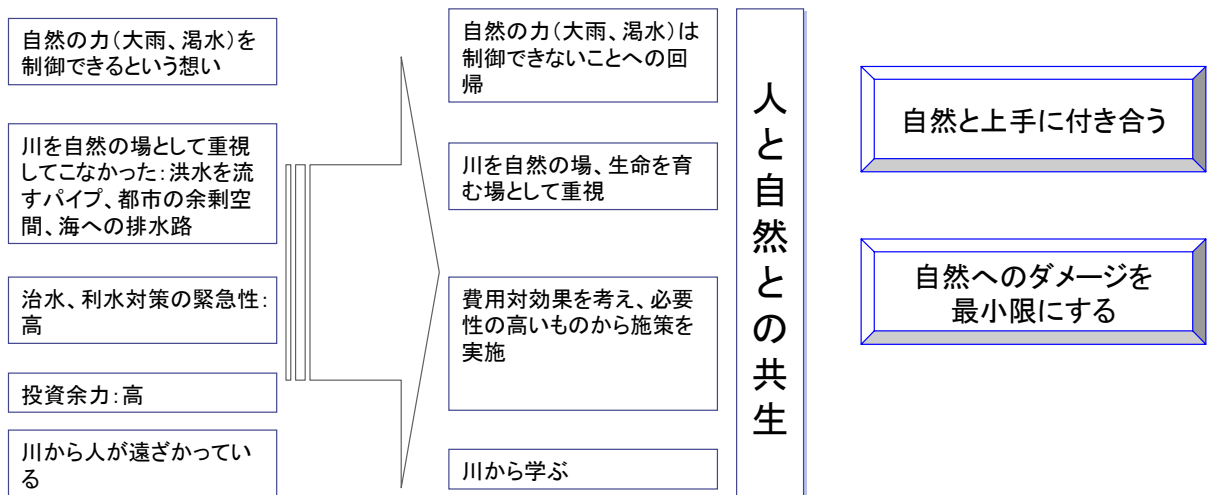 自然の力(大雨、渇水)を
制御できるという想い
川を自然の場として重視
してこなかった:洪水を流
すパイプ、都市の余剰空
間、海への排水路
治水、利水対策の緊急性:
高
投資余力:高
川から人が遠ざかってい
る
自然の力(大雨、渇水)は
制御できないことへの回
帰
川を自然の場、生命を育
む場として重視
費用対効果を考え、必要
性の高いものから施策を
実施
川から学ぶ
人と自然との共生
自然と上手に付き合う
自然へのダメージを
最小限にする